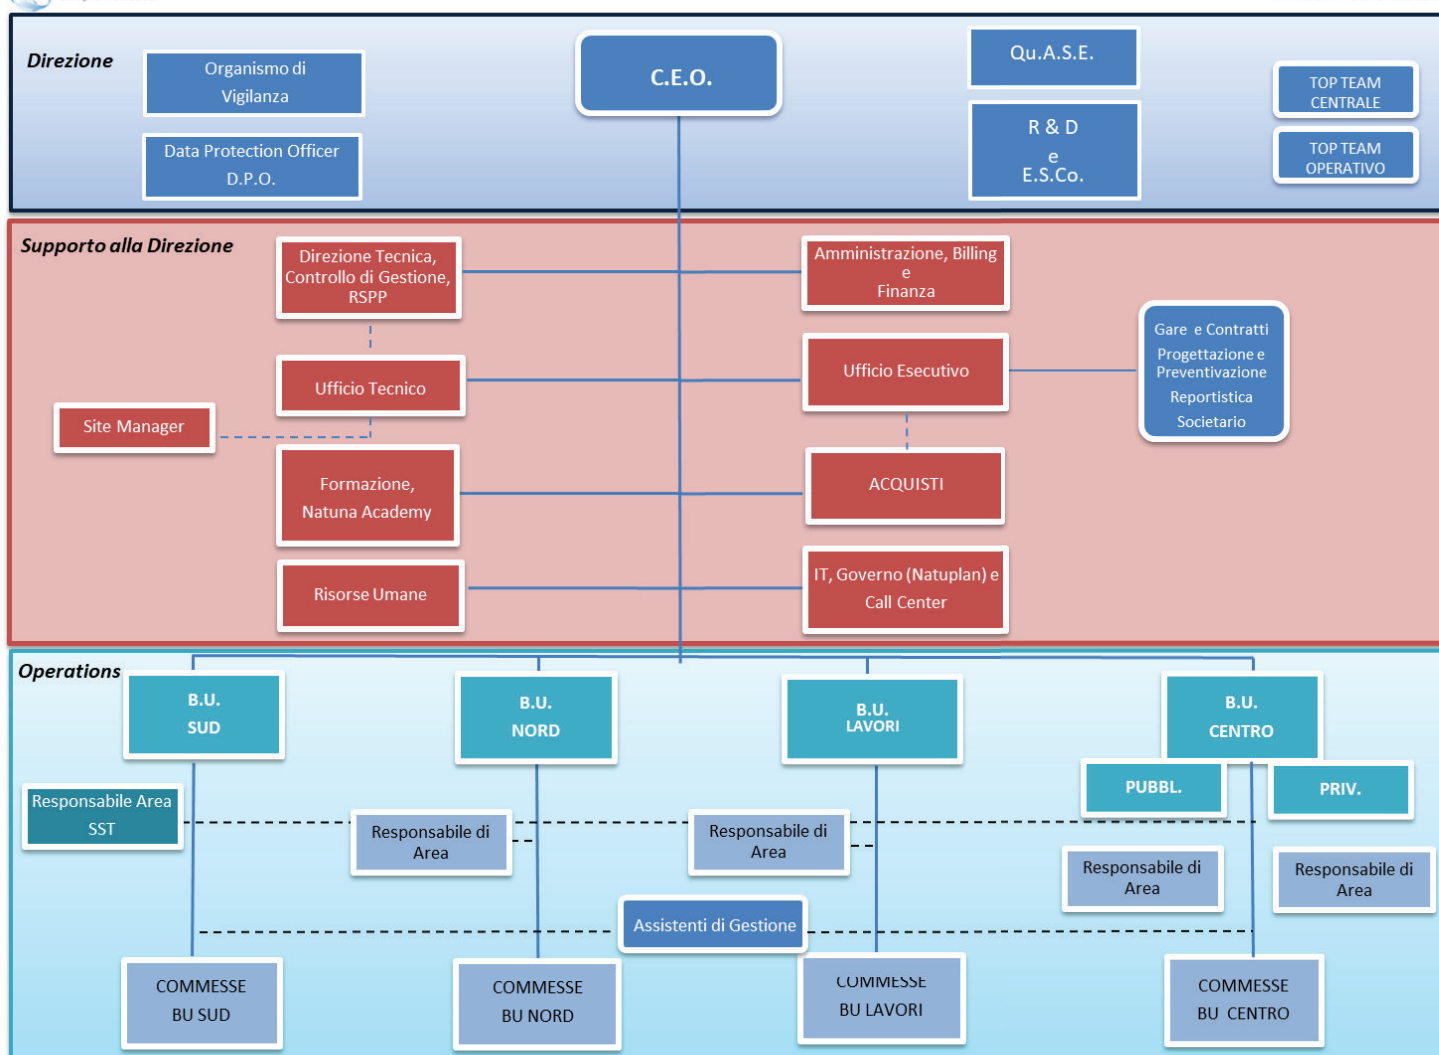 Direzione
Organismo di
Vigilanza
Data Protection Officer
D.P.O.
C.E.O.
Qu.A.S.E.
R & D
e
E.S.Co.
TOP TEAM
CENTRALE
TOP TEAM
OPERATIVO
Supporto alla Direzione
Direzione Tecnica,
Controllo di Gestione,
RSPP
Amministrazione, Billing
e
Finanza
Ufficio Tecnico
Ufficio Esecutivo
Gare e Contratti
Progettazione e
Preventivazione
Reportistica
Societario
Site Manager
Formazione,
Natuna Academy
ACQUISTI
Risorse Umane
IT, Governo (Natuplan) e
Call Center
Operations
B.U.
SUD
B.U.
NORD
B.U.
LAVORI
B.U.
CENTRO
PUBBL.
PRIV.
Responsabile Area
SST
Responsabile di
Area
Responsabile di
Area
Responsabile di
Area
Responsabile di
Area
Assistenti di Gestione
COMMESSE
BU SUD
COMMESSE
BU NORD
COMMESSE
BU LAVORI
COMMESSE
BU CENTRO